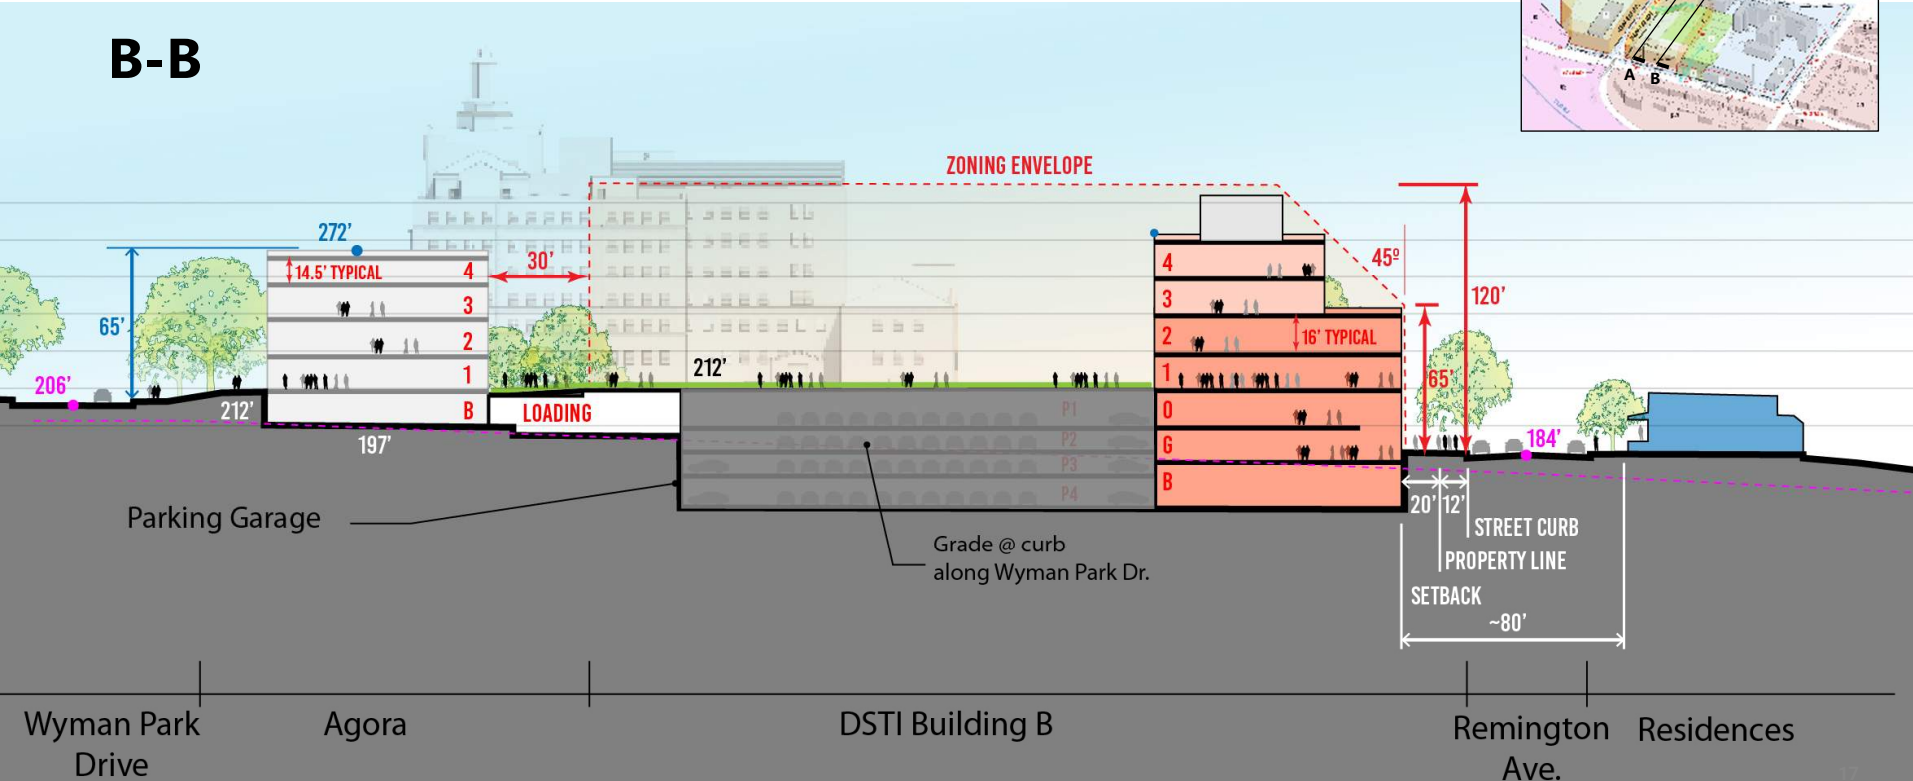 B-B
A
B
ZONING ENVELOPE
272'
14.5' TYPICAL
4
3
2
1
B
30'
65'
206'
212'
197'
LOADING
212'
P1
P2
P3
P4
4
3
2
16' TYPICAL
1
0
G
B
45º
120'
65'
184'
20'
12'
STREET CURB
PROPERTY LINE
SETBACK
~80'
Parking Garage
Grade @ curb
along Wyman Park Dr.
Wyman Park
Drive
Agora
DSTI Building B
Remington
Ave.
Residences
17